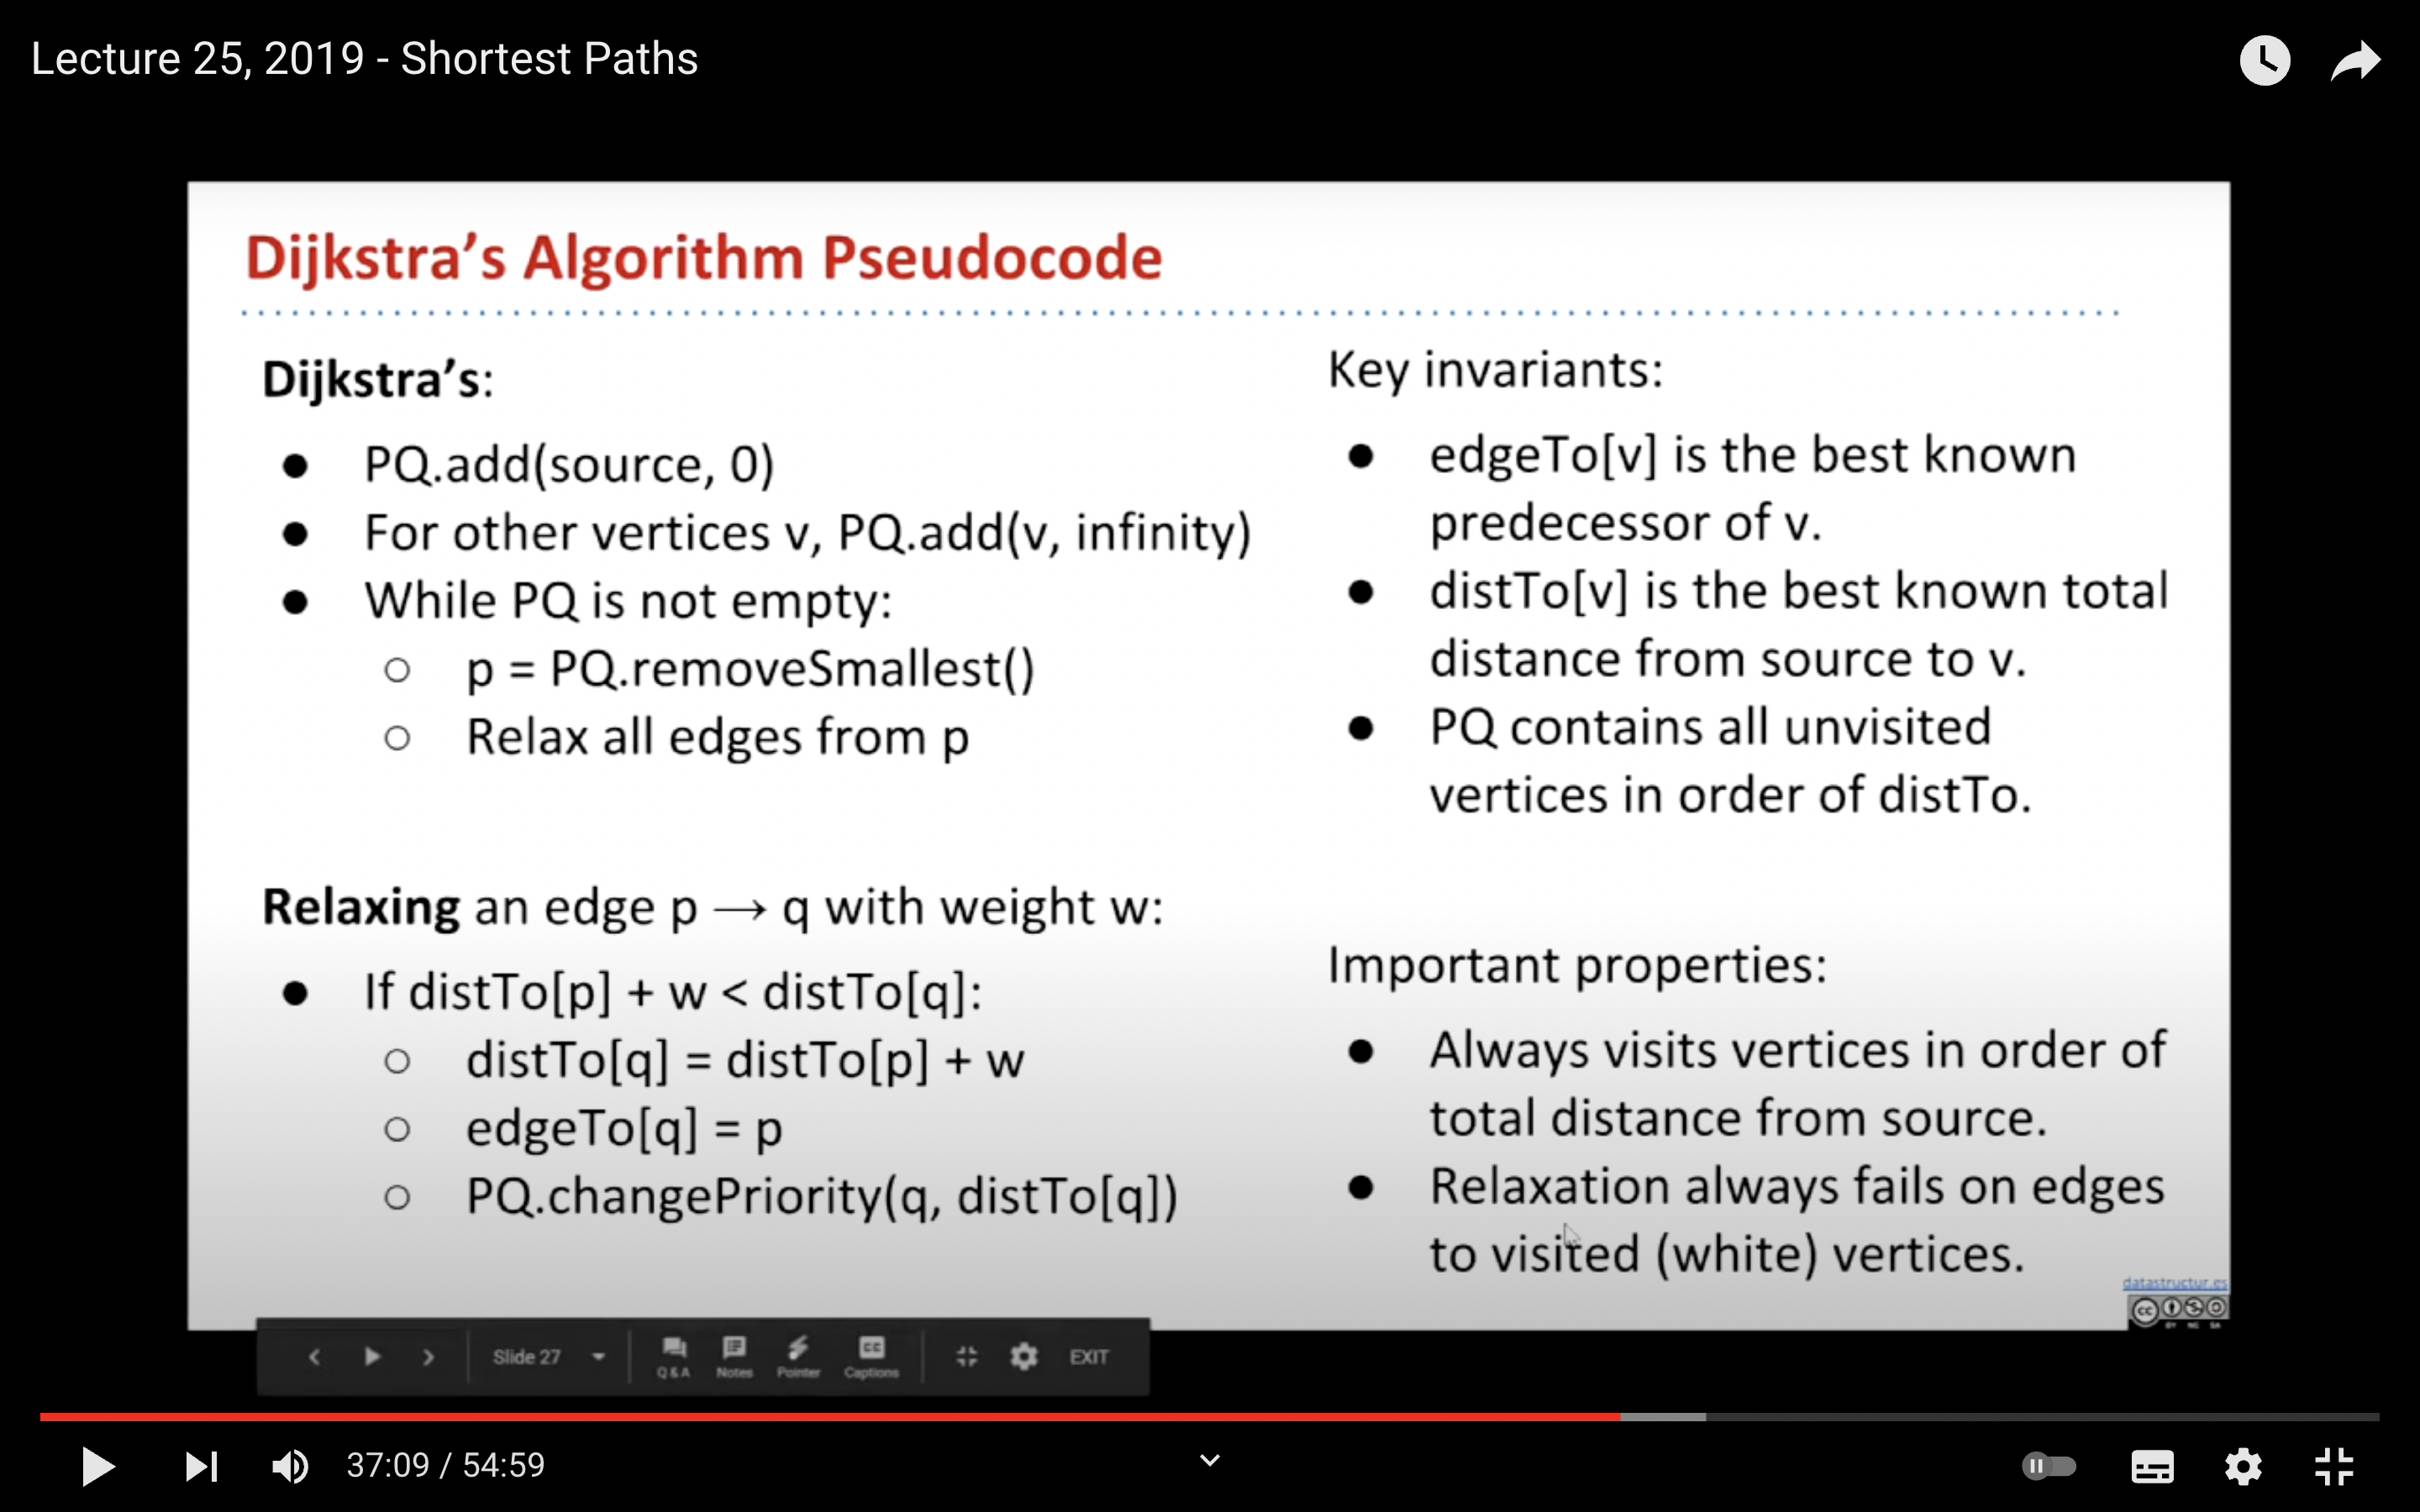 Lecture 25, 2019 - Shortest Paths
Dijkstra's Algorithm Pseudocode
Dijkstra's:
● PQ.add(source, 0)
● For other vertices v, PQ.add(v, infinity)
● While PQ is not empty:
○ p = PQ.removeSmallest()
○ Relax all edges from p
Relaxing an edge p → q with weight w:
● If distTo[p] + w < distTo[q]:
○ distTo[q] = distTo[p] + w
○ edgeTo[q] = p
○ PQ.changePriority(q, distTo[q])
Key invariants:
● edgeTo[v] is the best known
predecessor of v.
● distTo[v] is the best known total
distance from source to v.
● PQ contains all unvisited
vertices in order of distTo.
Important properties:
● Always visits vertices in order of
total distance from source.
● Relaxation always fails on edges
to visited (white) vertices.
datastructur.es
cc
BY NC SA
Slide 27
Q & A Notes Pointer CC Captions
EXIT
37:09 / 54:59